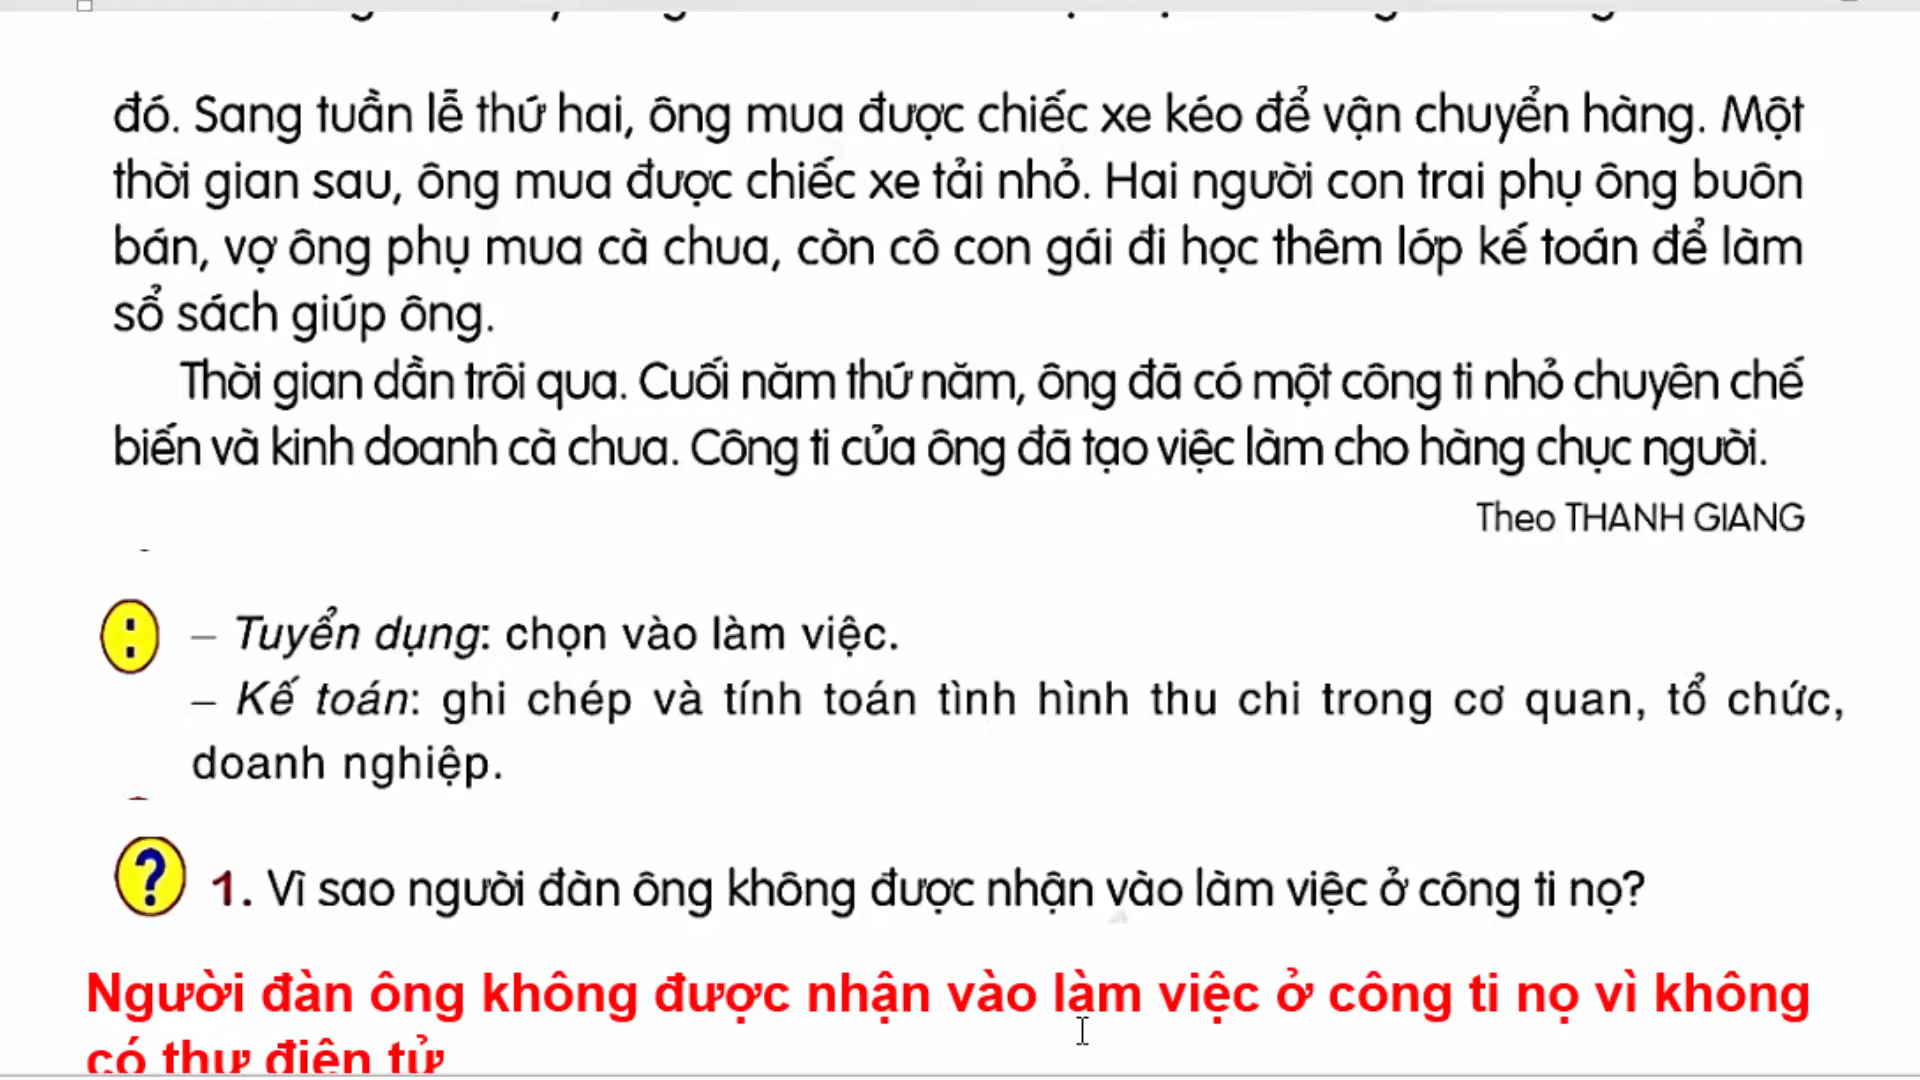 đó. Sang tuần lễ thứ hai, ông mua được chiếc xe kéo để vận chuyển hàng. Một
thời gian sau, ông mua được chiếc xe tải nhỏ. Hai người con trai phụ ông buôn
bán, vợ ông phụ mua cà chua, còn cô con gái đi học thêm lớp kế toán để làm
sổ sách giúp ông.
Thời gian dần trôi qua. Cuối năm thứ năm, ông đã có một công ti nhỏ chuyên chế
biến và kinh doanh cà chua. Công ti của ông đã tạo việc làm cho hàng chục người.
Theo THANH GIANG
: – Tuyển dụng: chọn vào làm việc.
– Kế toán: ghi chép và tính toán tình hình thu chi trong cơ quan, tổ chức,
doanh nghiệp.
? 1. Vì sao người đàn ông không được nhận vào làm việc ở công ti nọ?
Người đàn ông không được nhận vào làm việc ở công ti nọ vì không
có thư điện tử